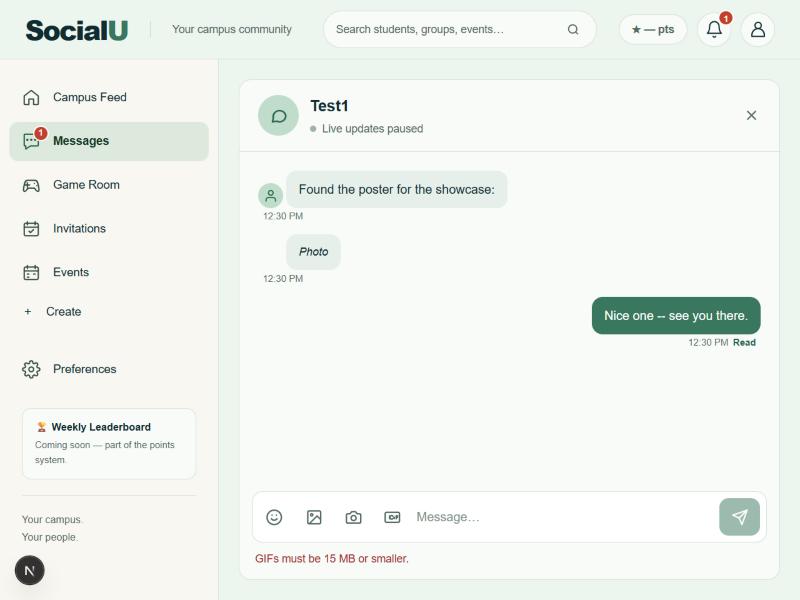 SocialU
Your campus community
Search students, groups, events…
★ — pts
1
Campus Feed
1
Messages
Game Room
Invitations
Events
+ Create
Preferences
🏆 Weekly Leaderboard
Coming soon — part of the points
system.
Your campus.
Your people.
N
Test1
Live updates paused
Found the poster for the showcase:
12:30 PM
Photo
12:30 PM
Nice one -- see you there.
12:30 PM Read
GIF
Message…
GIFs must be 15 MB or smaller.